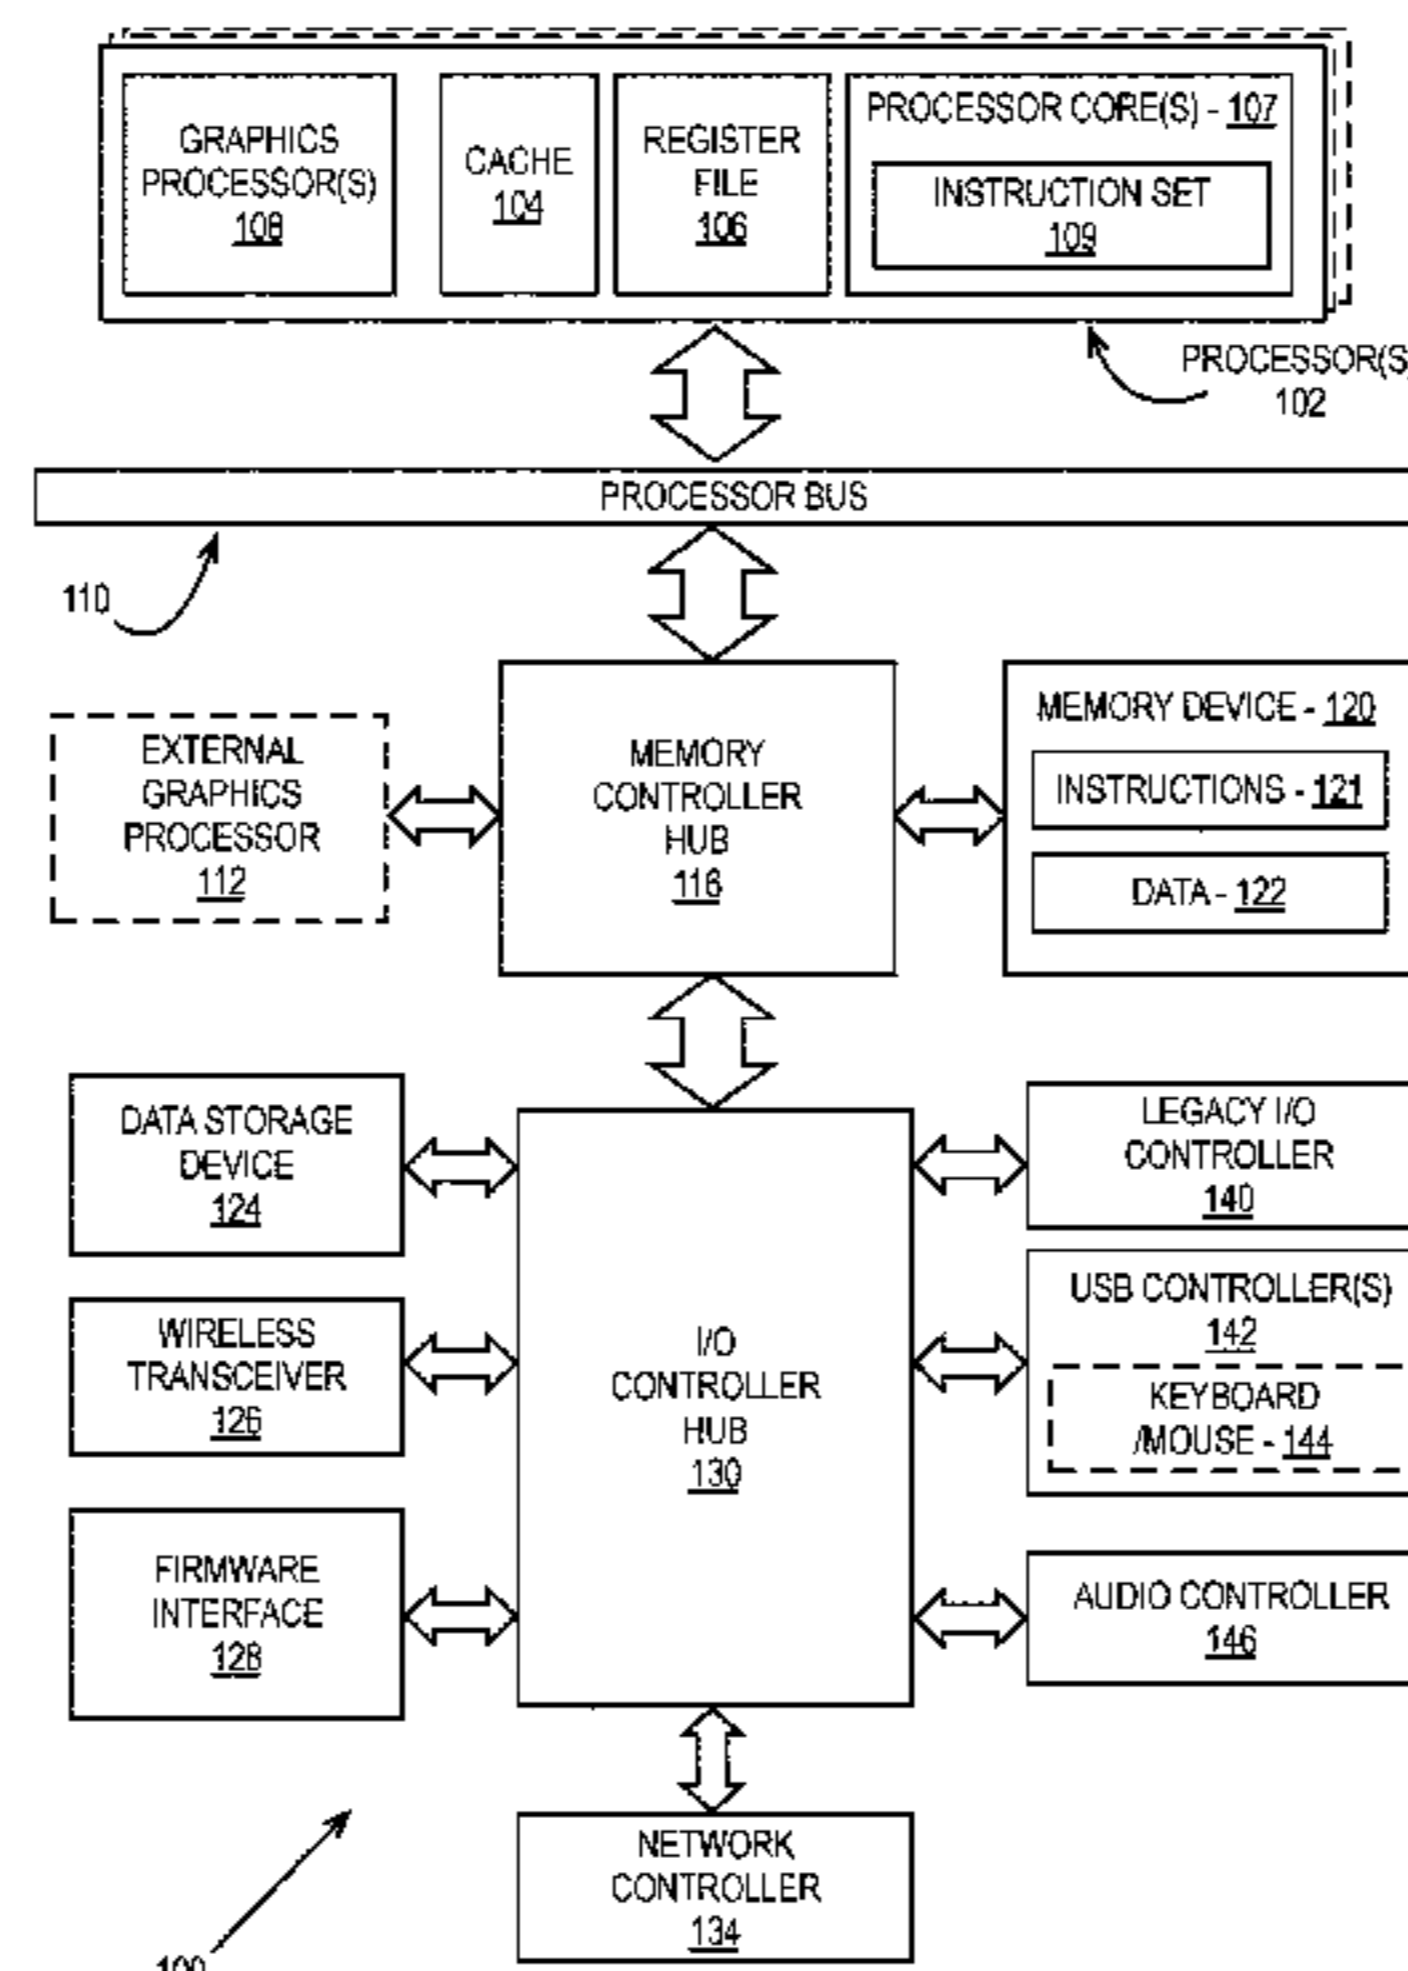 GRAPHICS
PROCESSOR(S)
108
CACHE
104
REGISTER
FILE
106
PROCESSOR CORE(S) - 107
INSTRUCTION SET
109
PROCESSOR(S)
102
PROCESSOR BUS
110
EXTERNAL
GRAPHICS
PROCESSOR
112
MEMORY
CONTROLLER
HUB
116
MEMORY DEVICE - 120
INSTRUCTIONS - 121
DATA - 122
DATA STORAGE
DEVICE
124
WIRELESS
TRANSCEIVER
126
FIRMWARE
INTERFACE
128
I/O
CONTROLLER
HUB
130
LEGACY I/O
CONTROLLER
140
USB CONTROLLER(S)
142
KEYBOARD
/MOUSE - 144
AUDIO CONTROLLER
146
NETWORK
CONTROLLER
134
100